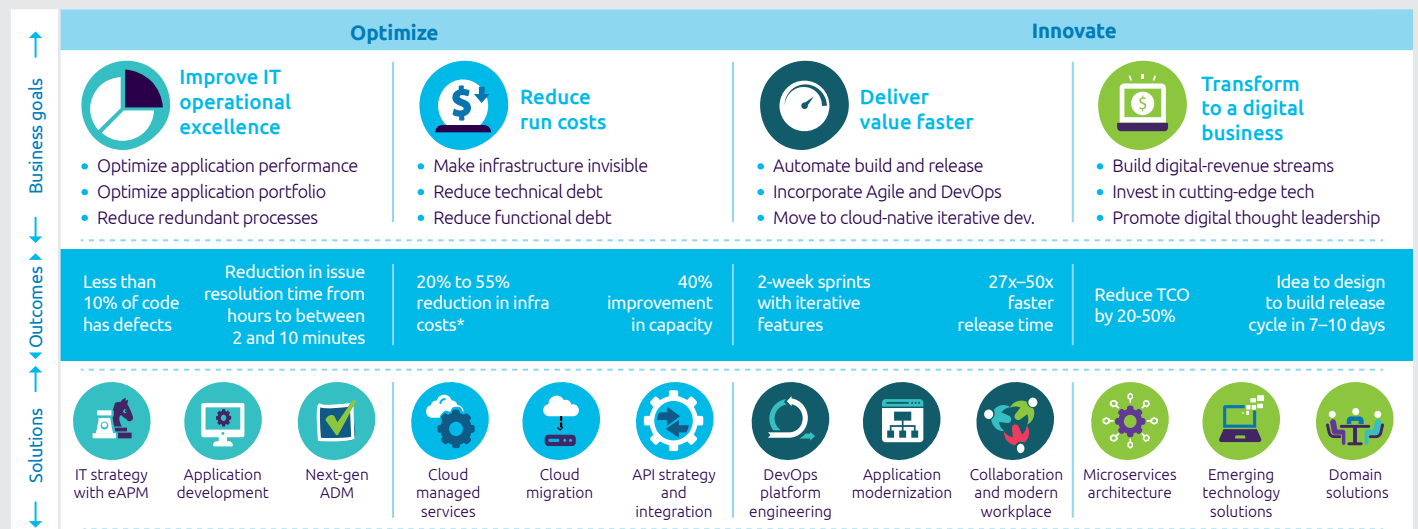 Optimize
Innovate
Business goals
Improve IT
operational
excellence
• Optimize application performance
• Optimize application portfolio
• Reduce redundant processes
$
Reduce
run costs
• Make infrastructure invisible
• Reduce technical debt
• Reduce functional debt
Deliver
value faster
• Automate build and release
• Incorporate Agile and DevOps
• Move to cloud-native iterative dev.
$
Transform
to a digital
business
• Build digital-revenue streams
• Invest in cutting-edge tech
• Promote digital thought leadership
Outcomes
Less than
10% of code
has defects
Reduction in issue
resolution time from
hours to between
2 and 10 minutes
20% to 55%
reduction in infra
costs*
40%
improvement
in capacity
2-week sprints
with iterative
features
27x–50x
faster
release time
Reduce TCO
by 20-50%
Idea to design
to build release
cycle in 7–10 days
Solutions
IT strategy
with eAPM
Application
development
Next-gen
ADM
Cloud
managed
services
Cloud
migration
API strategy
and
integration
DevOps
platform
engineering
Application
modernization
Collaboration
and modern
workplace
Microservices
architecture
Emerging
technology
solutions
Domain
solutions